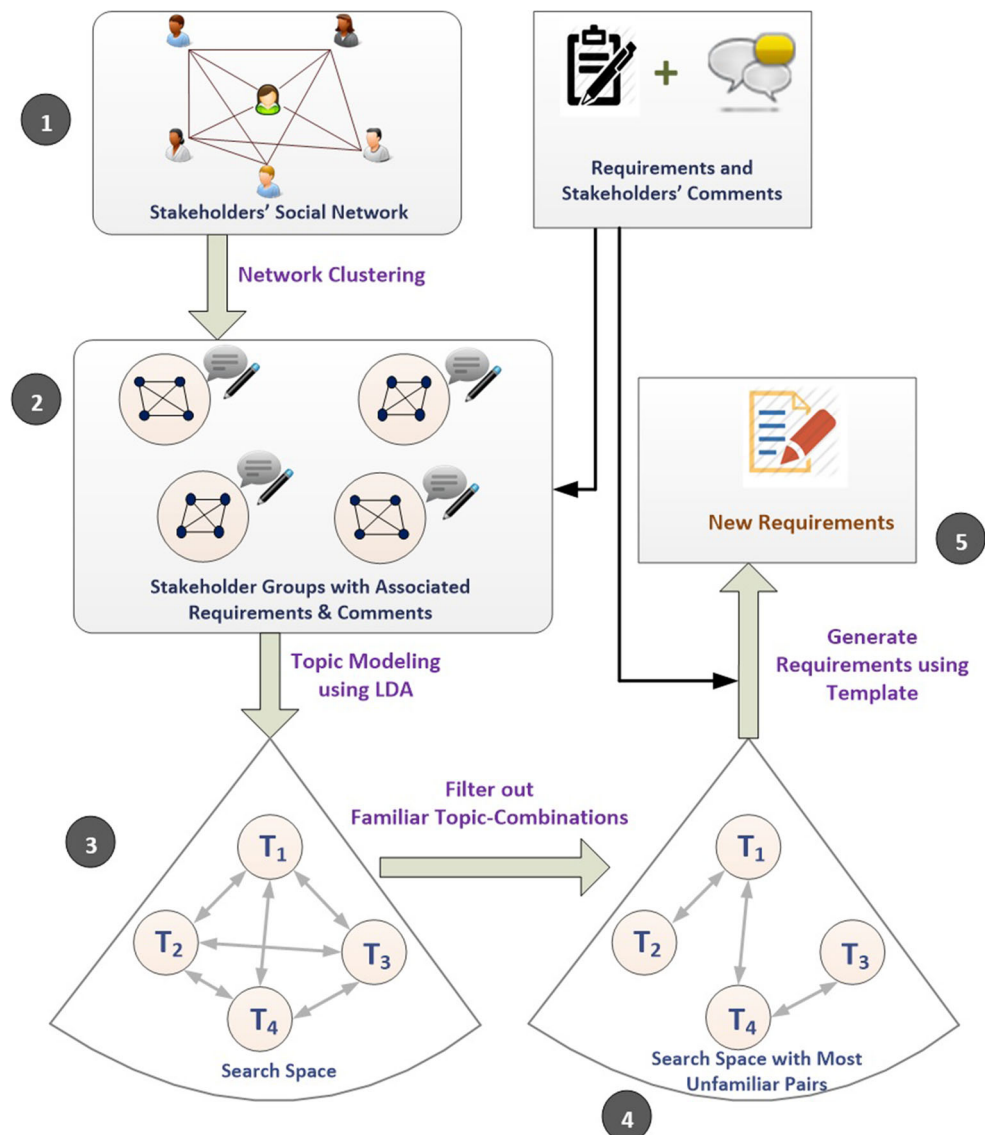 1
Stakeholders’ Social Network
+
Requirements and
Stakeholders’ Comments
Network Clustering
2
Stakeholder Groups with Associated
Requirements & Comments
New Requirements
5
Topic Modeling
using LDA
Generate
Requirements using
Template
3
T₁
T₂
T₃
T₄
Search Space
Filter out
Familiar Topic-Combinations
T₁
T₂
T₃
T₄
Search Space with Most
Unfamiliar Pairs
4